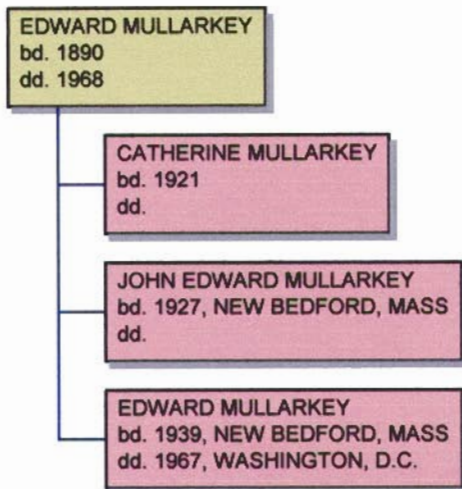 EDWARD MULLARKEY
bd. 1890
dd. 1968
CATHERINE MULLARKEY
bd. 1921
dd.
JOHN EDWARD MULLARKEY
bd. 1927, NEW BEDFORD, MASS
dd.
EDWARD MULLARKEY
bd. 1939, NEW BEDFORD, MASS
dd. 1967, WASHINGTON, D.C.